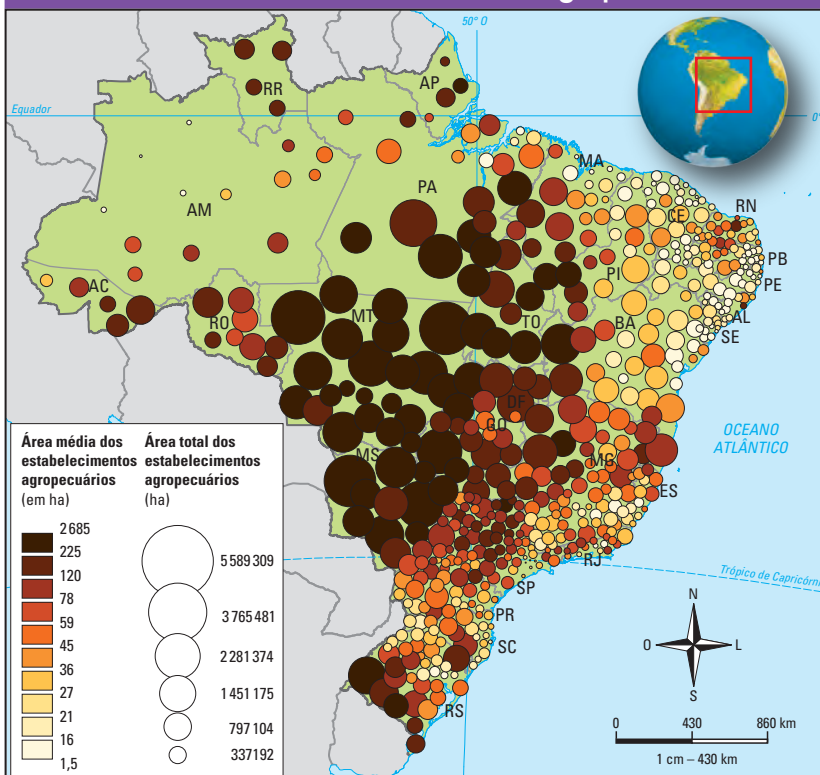 50° O
Equador
0°
RR
AP
AM
PA
MA
CE
RN
PB
PE
AL
SE
PI
BA
TO
MT
RO
AC
DF
GO
MG
ES
MS
RJ
SP
PR
SC
RS
OCEANO
ATLÂNTICO
Trópico de Capricórni
Área média dos
estabelecimentos
agropecuários
(em ha)
2 685
225
120
78
59
45
36
27
21
16
1,5
Área total dos
estabelecimentos
agropecuários
(ha)
5 589 309
3 765 481
2 281 374
1 451 175
797 104
337192
N
O
L
S
0 430 860 km
1 cm – 430 km